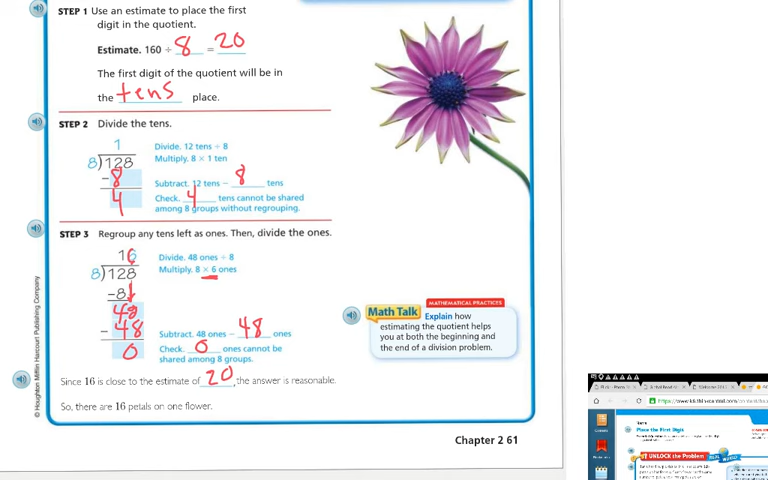 STEP 1 Use an estimate to place the first
digit in the quotient.
Estimate. 160 ÷ 8 = 20
The first digit of the quotient will be in
the tens place.
STEP 2 Divide the tens.
1
8)128
-8
4
Divide. 12 tens ÷ 8
Multiply. 8 × 1 ten
Subtract. 12 tens − 8 tens
Check. 4 tens cannot be shared
among 8 groups without regrouping.
STEP 3 Regroup any tens left as ones. Then, divide the ones.
16
8)128
-8
48
- 48
0
Divide. 48 ones ÷ 8
Multiply. 8 × 6 ones
Subtract. 48 ones − 48 ones
Check. 0 ones cannot be
shared among 8 groups.
Since 16 is close to the estimate of 20, the answer is reasonable.
So, there are 16 petals on one flower.
© Houghton Mifflin Harcourt Publishing Company
MATHEMATICAL PRACTICES
Math Talk Explain how
estimating the quotient helps
you at both the beginning and
the end of a division problem.
Chapter 2 61
Place the First Digit
UNLOCK the Problem